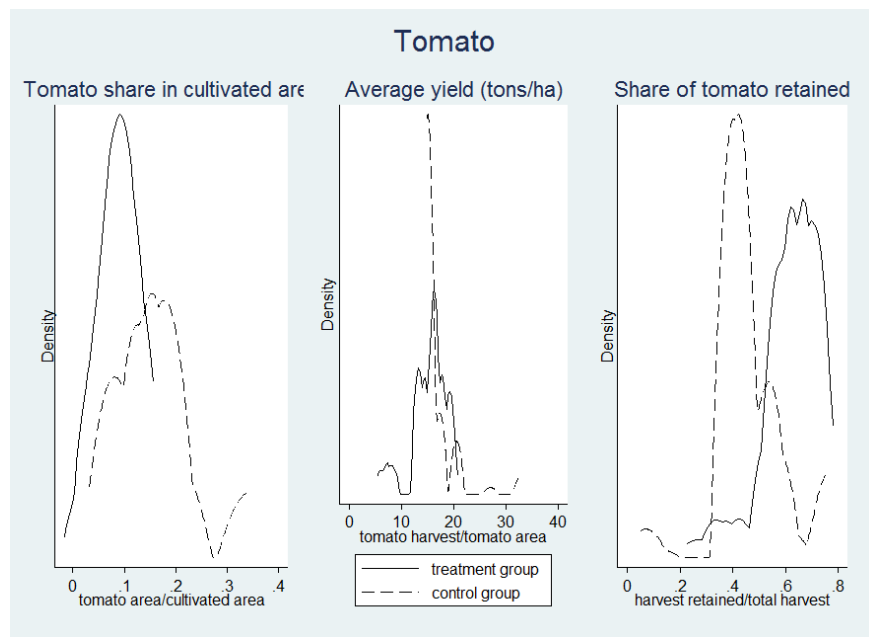 Tomato
Tomato share in cultivated are
Average yield (tons/ha)
Share of tomato retained
Density
0 .1 .2 .3 .4
tomato area/cultivated area
Density
0 10 20 30 40
tomato harvest/tomato area
Density
0 .2 .4 .6 .8
harvest retained/total harvest
treatment group
control group